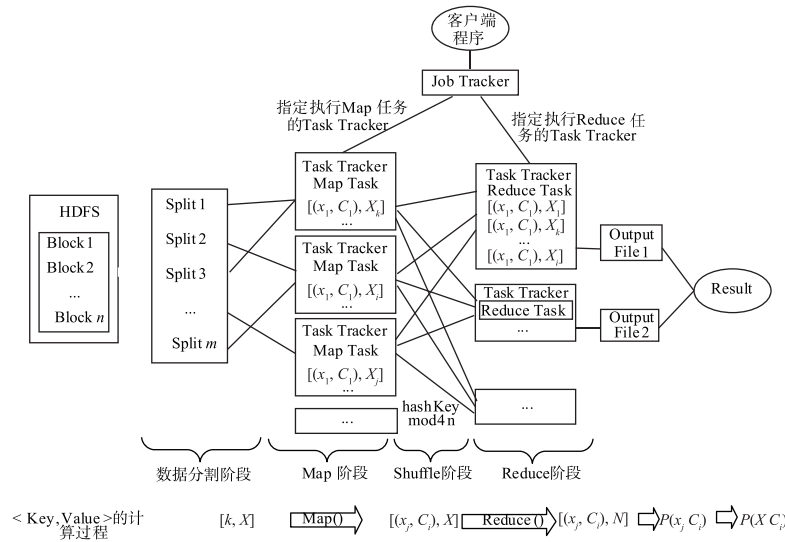 客户端
程序
Job Tracker
指定执行Map 任务
的Task Tracker
指定执行Reduce 任
务的Task Tracker
HDFS
Block 1
Block 2
...
Block n
Split 1
Split 2
Split 3
...
Split m
Task Tracker
Map Task
[(x₁, C₁), Xₖ]
...
Task Tracker
Map Task
[(x₁, C₁), Xᵢ]
...
Task Tracker
Map Task
[(x₁, C₁), Xⱼ]
...
...
hashKey
mod4n
Task Tracker
Reduce Task
[(x₁, C₁), X₁]
[(x₁, C₁), Xₖ]
...
[(x₁, C₁), Xᵢ]
Task Tracker
Reduce Task
...
...
Output
File1
Output
File2
Result
数据分割阶段
Map 阶段
Shuffle阶段
Reduce阶段
< Key,Value >的计
算过程
[k, X]
Map()
[(xⱼ, Cᵢ), X]
Reduce()
[(xⱼ, Cᵢ), N]
P(xⱼ Cᵢ)
P(X Cᵢ)